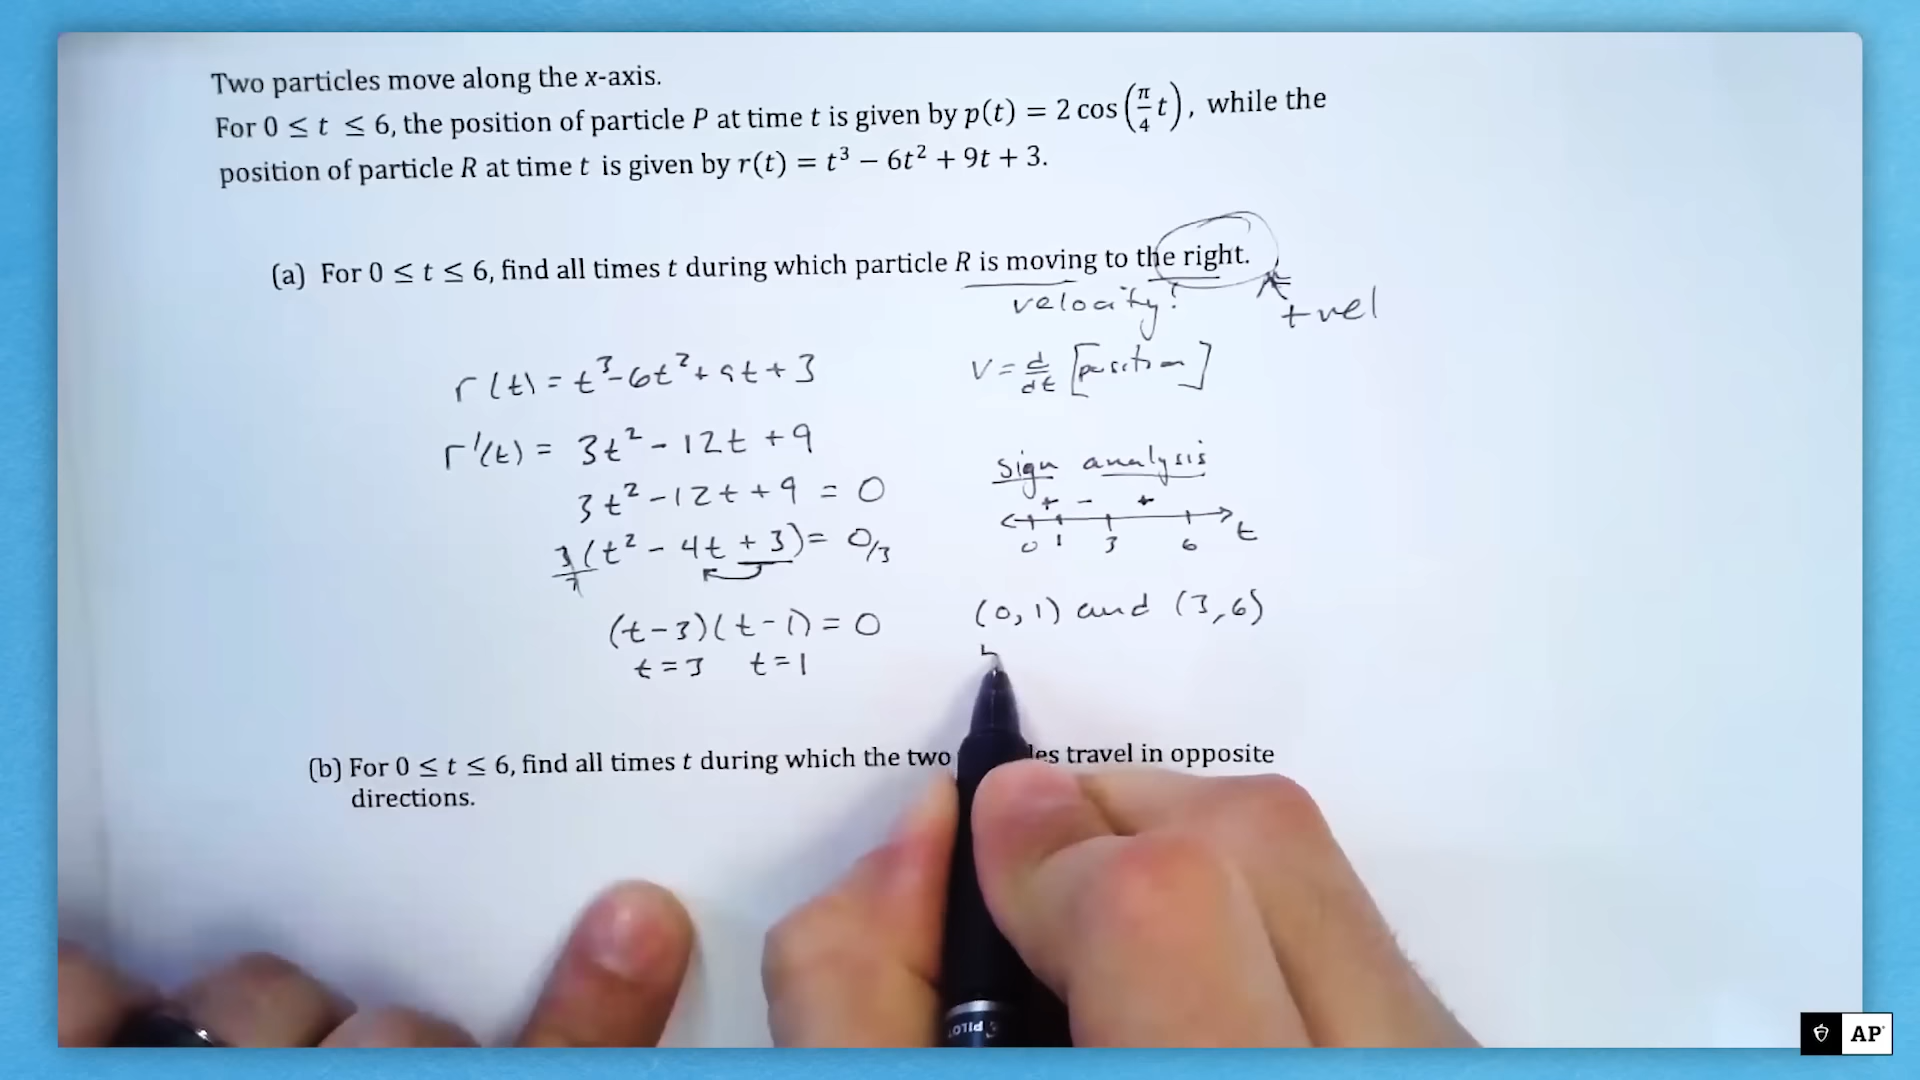 Two particles move along the x-axis.
For 0 ≤ t ≤ 6, the position of particle P at time t is given by p(t) = 2 cos(π/4 t), while the
position of particle R at time t is given by r(t) = t³ − 6t² + 9t + 3.
(a) For 0 ≤ t ≤ 6, find all times t during which particle R is moving to the right.
velocity!
+ vel
r(t) = t³ - 6t² + 9t + 3
v = d/dt [position]
r'(t) = 3t² - 12t + 9
sign analysis
3t² - 12t + 9 = 0
+ - +
0 1 3 6 t
3(t² - 4t + 3) = 0/3
3
(0, 1) and (3, 6)
(t-3)(t-1) = 0
t = 3 t = 1
(b) For 0 ≤ t ≤ 6, find all times t during which the two les travel in opposite
directions.
PILOT
AP